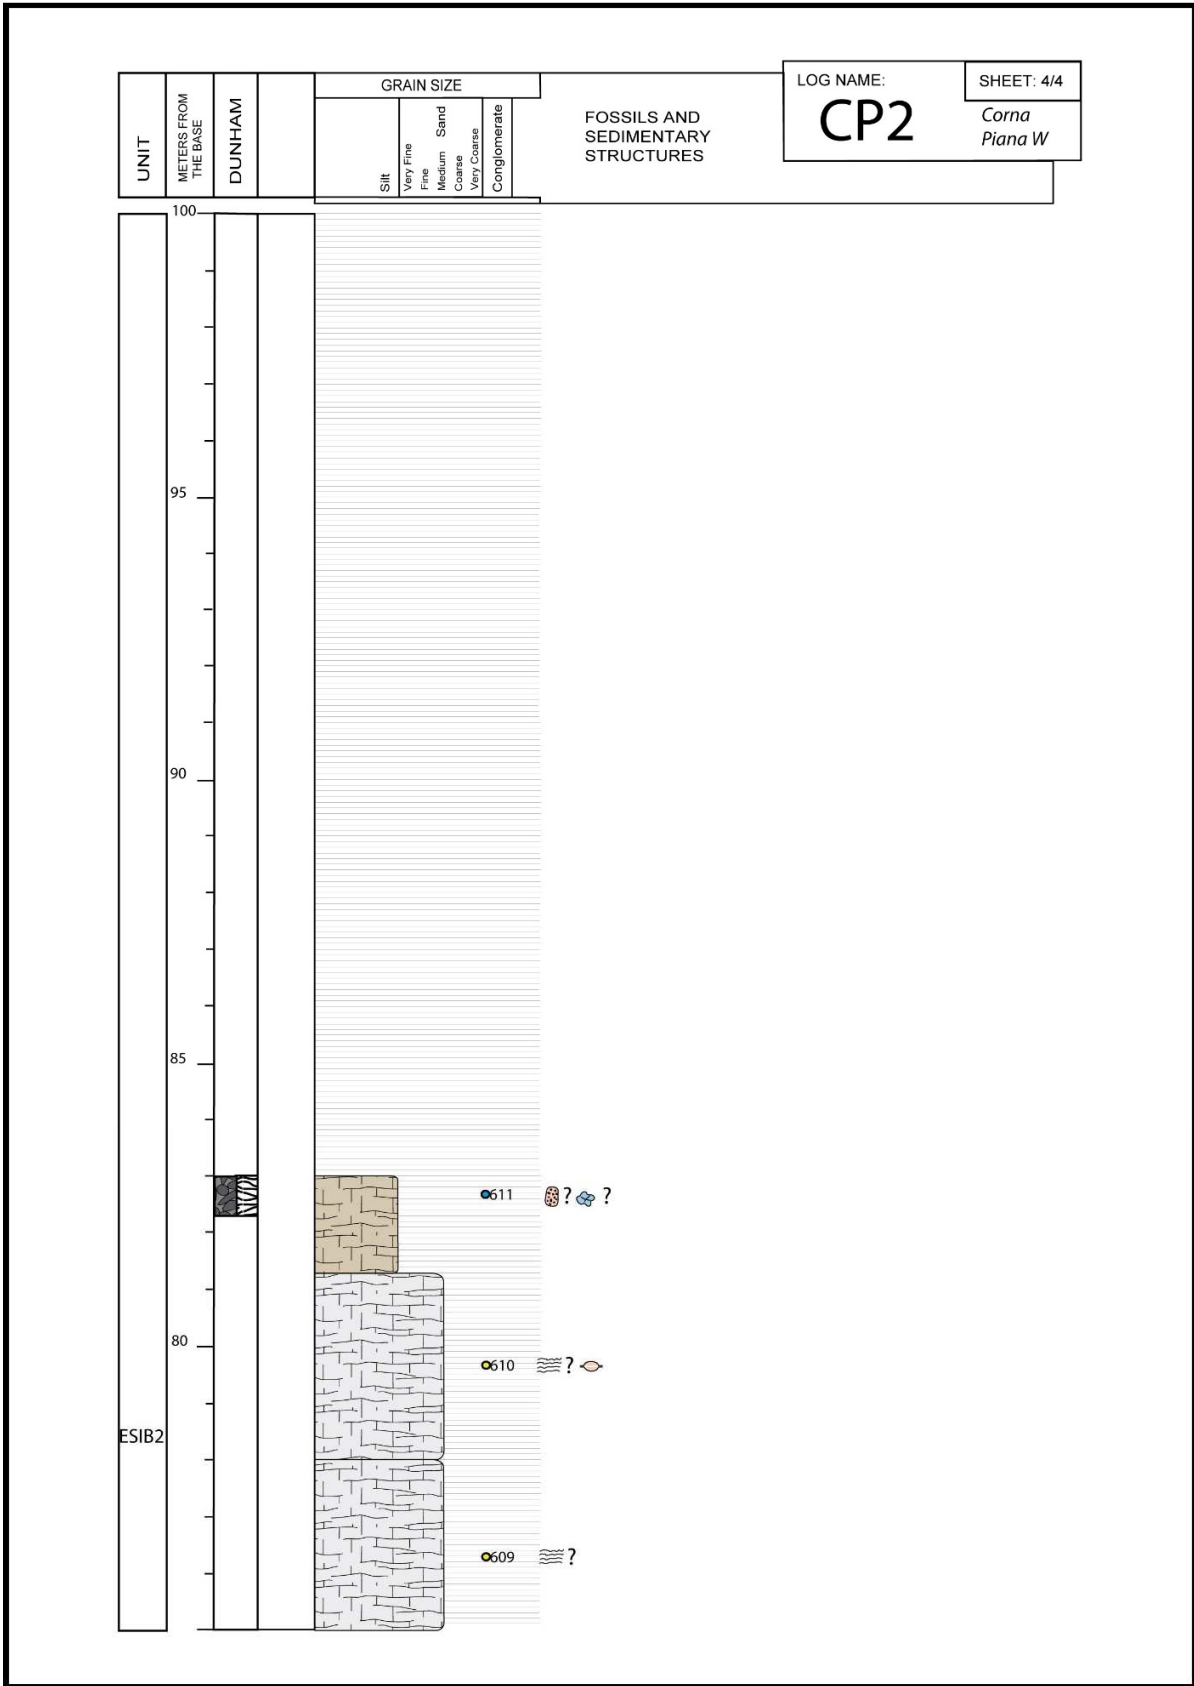 UNIT
METERS FROM
THE BASE
DUNHAM
GRAIN SIZE
Silt
Very Fine
Fine
Medium Sand
Coarse
Very Coarse
Conglomerate
FOSSILS AND
SEDIMENTARY
STRUCTURES
LOG NAME:
CP2
SHEET: 4/4
Corna
Piana W
100
95
90
85
611 ? ?
80
610 ?
ESIB2
609 ?